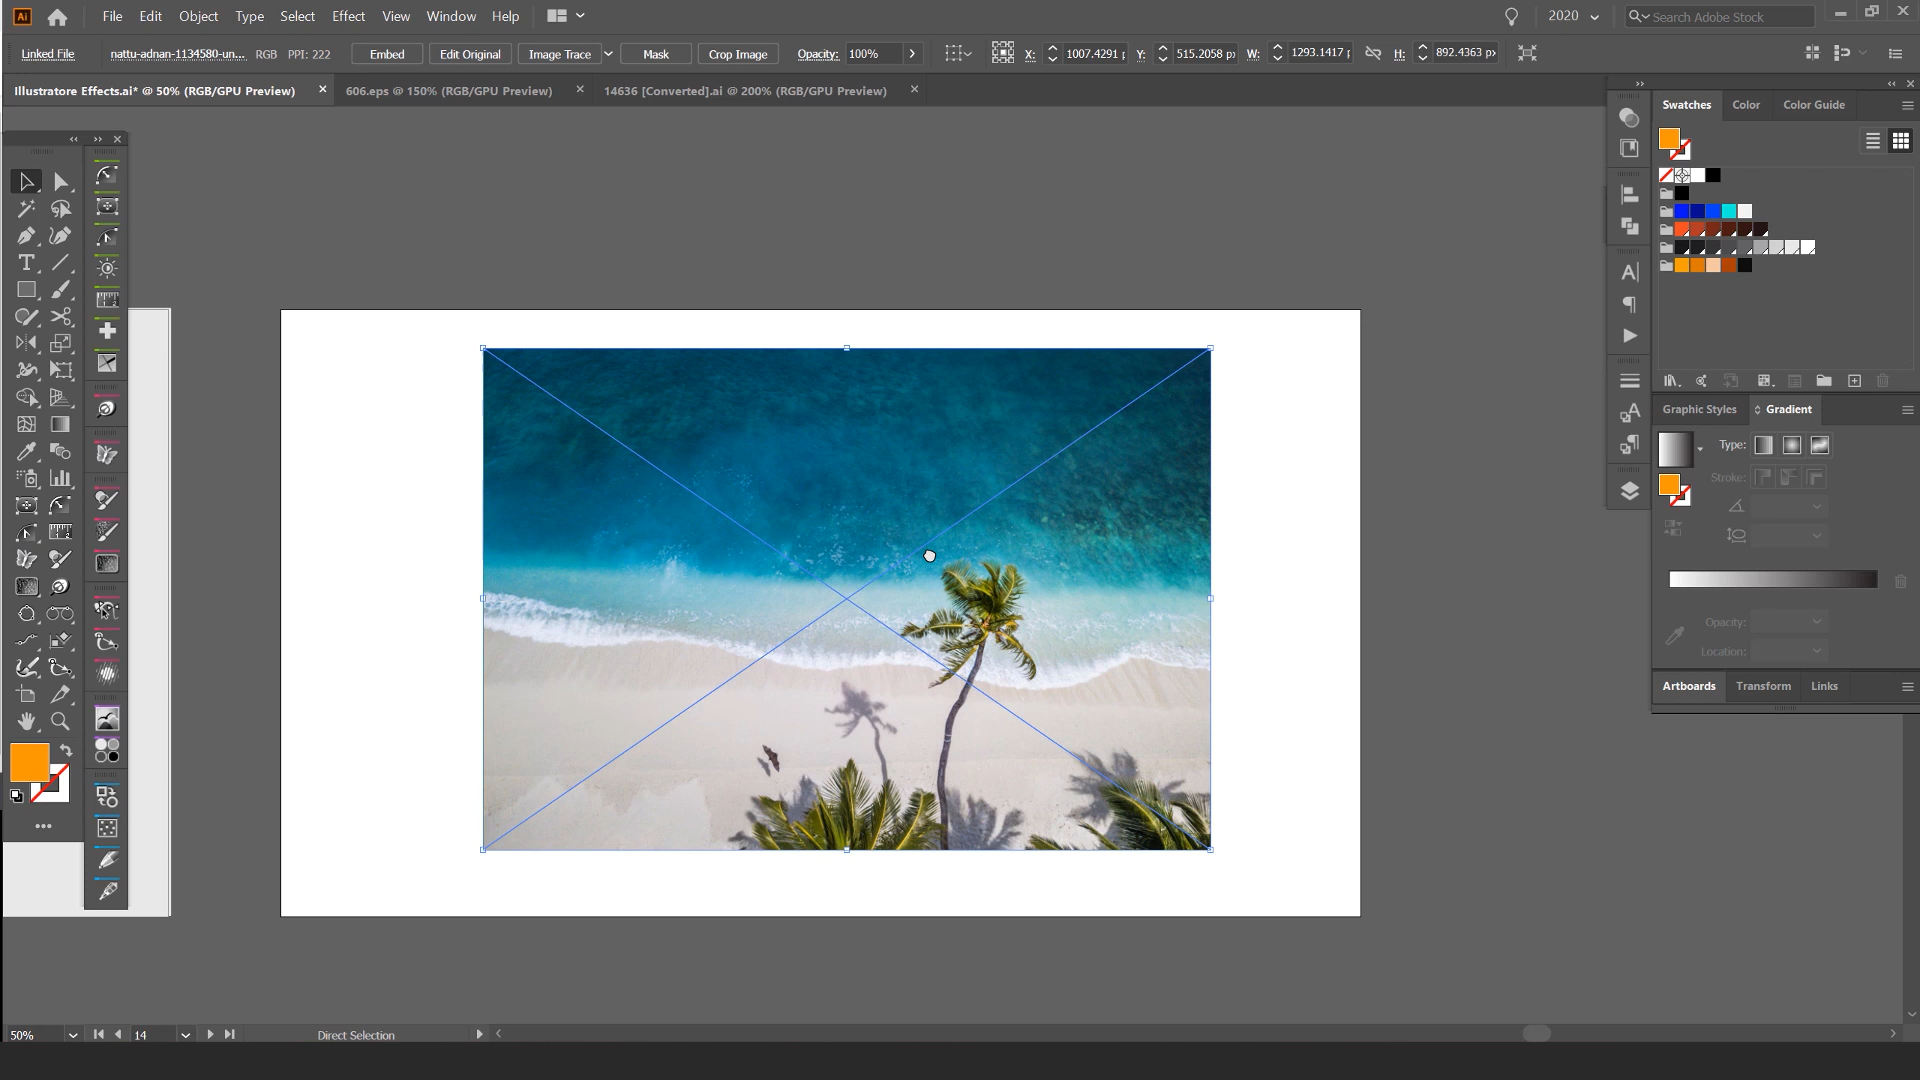 Ai File Edit Object Type Select Effect View Window Help 2020 Search Adobe Stock
Linked File nattu-adnan-1134580-un... RGB PPI: 222 Embed Edit Original Image Trace Mask Crop Image Opacity: 100% X: 1007.4291 Y: 515.2058 px W: 1293.1417 H: 892.4363 px
Illustratore Effects.ai* @ 50% (RGB/GPU Preview) 606.eps @ 150% (RGB/GPU Preview) 14636 [Converted].ai @ 200% (RGB/GPU Preview)
Swatches Color Color Guide
Graphic Styles Gradient
Type:
Stroke:
Opacity:
Location:
Artboards Transform Links
50% 14 Direct Selection